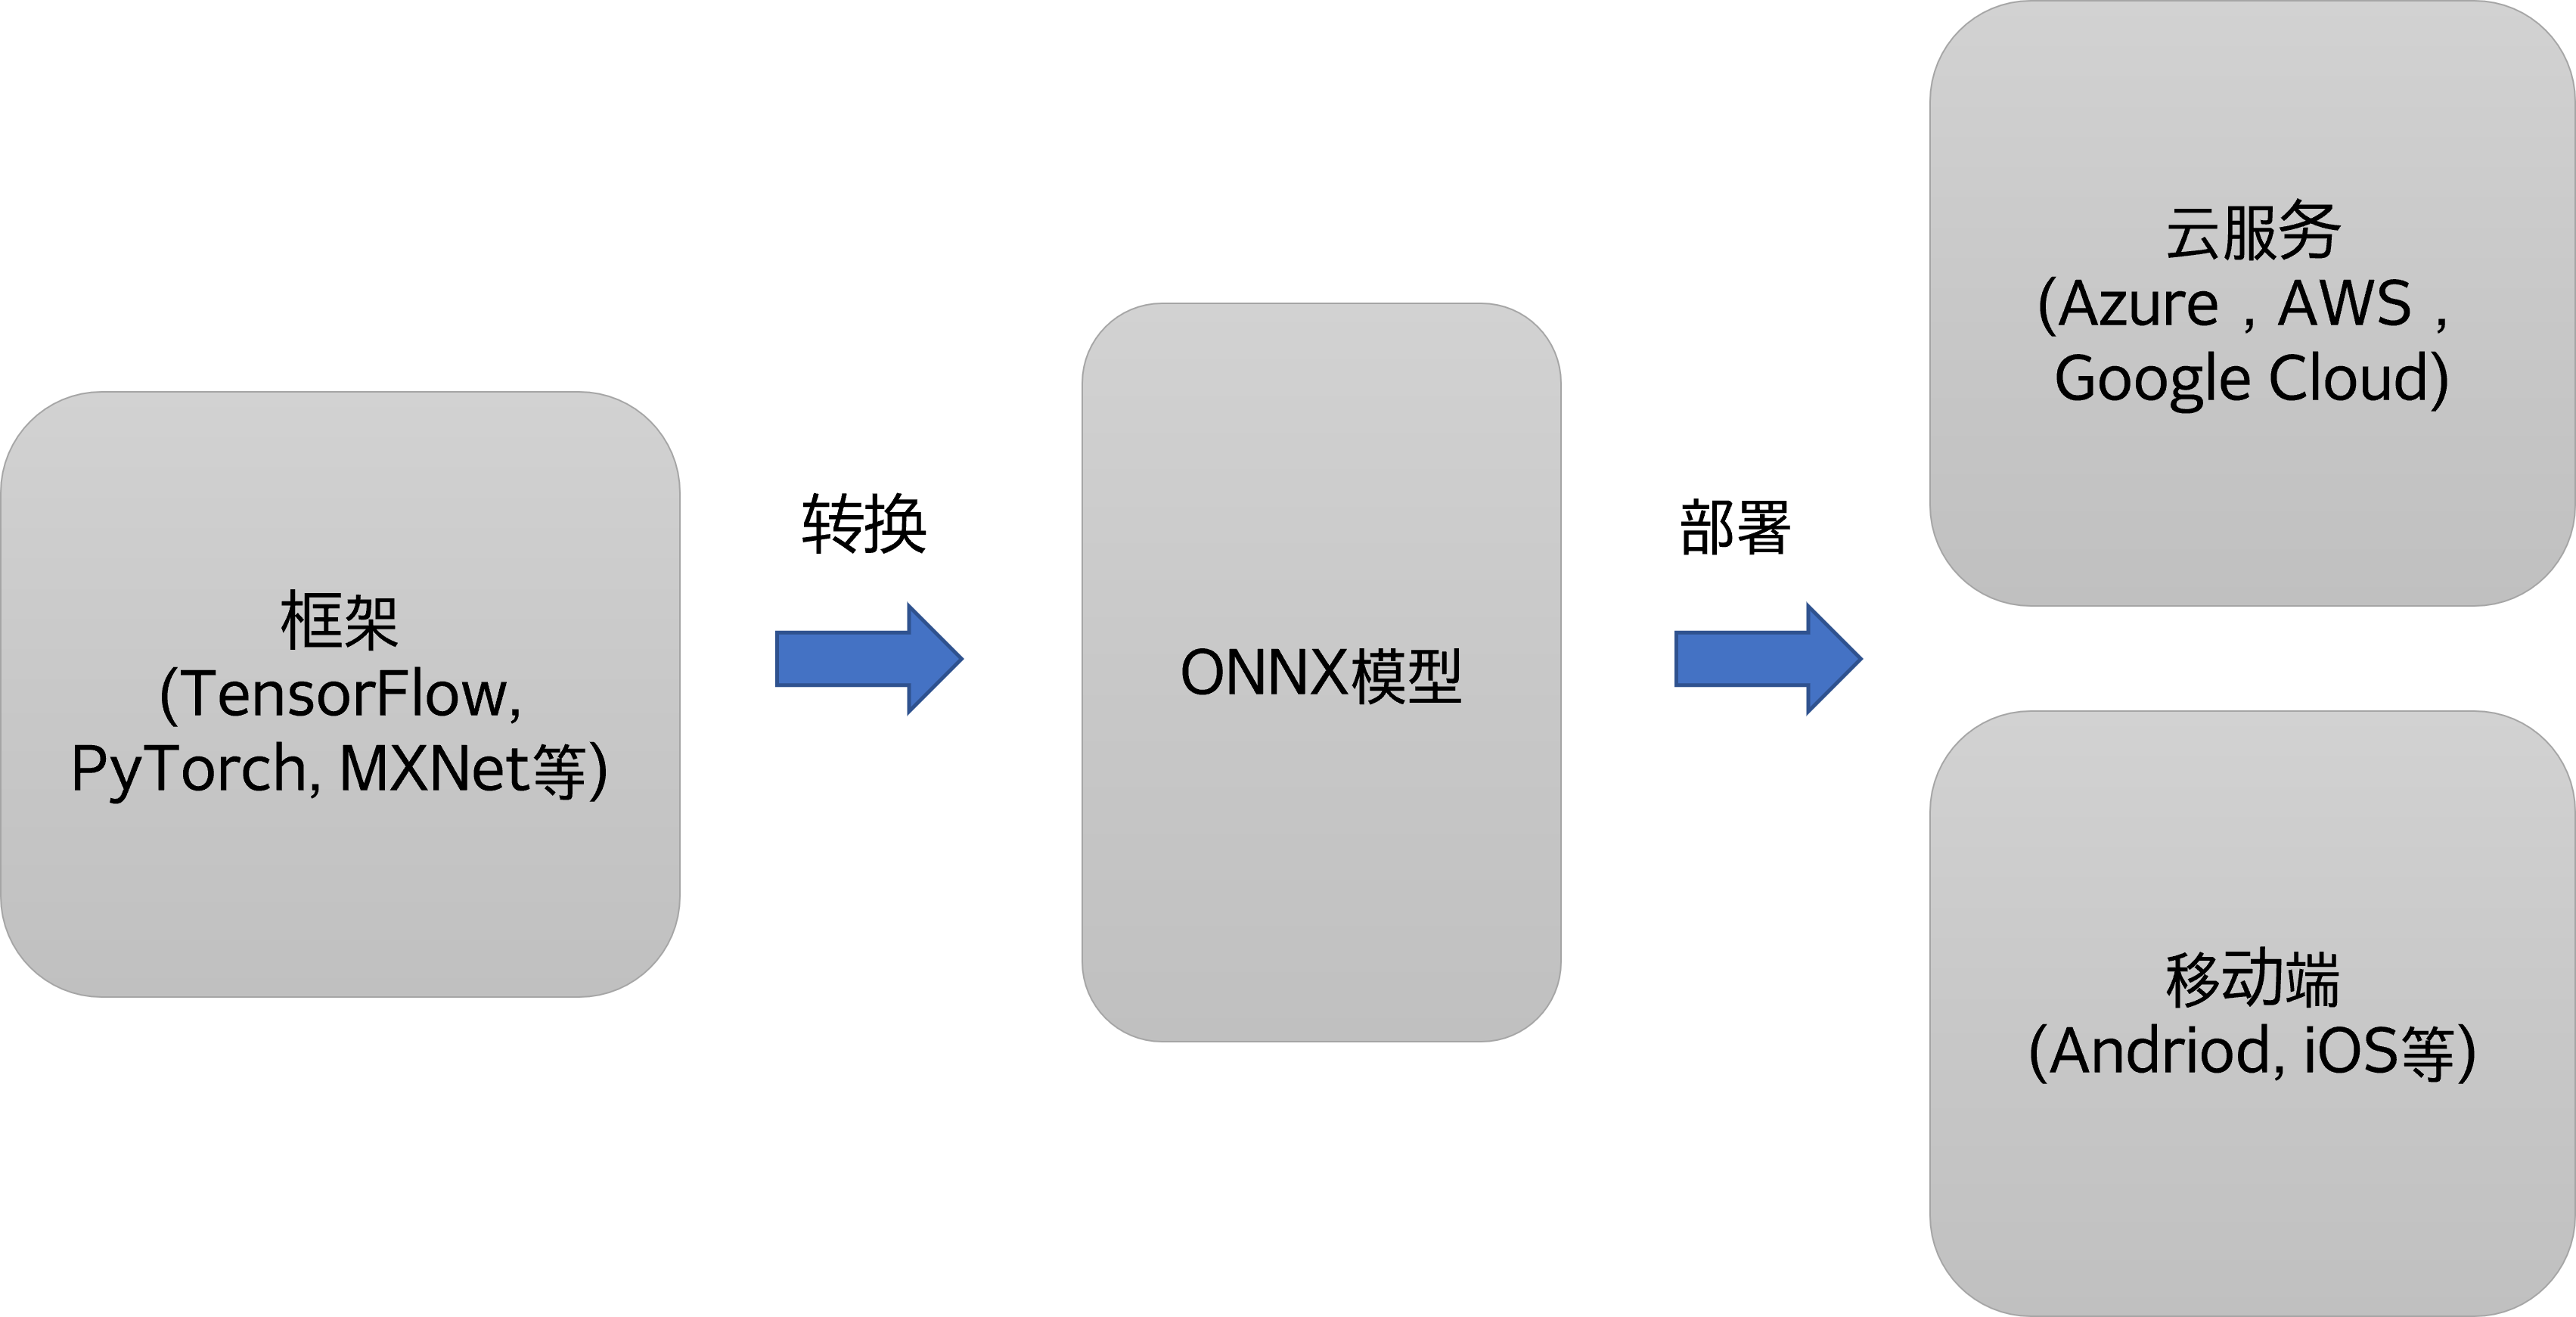 框架
(TensorFlow,
PyTorch, MXNet等)
转换
ONNX模型
部署
云服务
(Azure , AWS ,
Google Cloud)
移动端
(Andriod, iOS等)